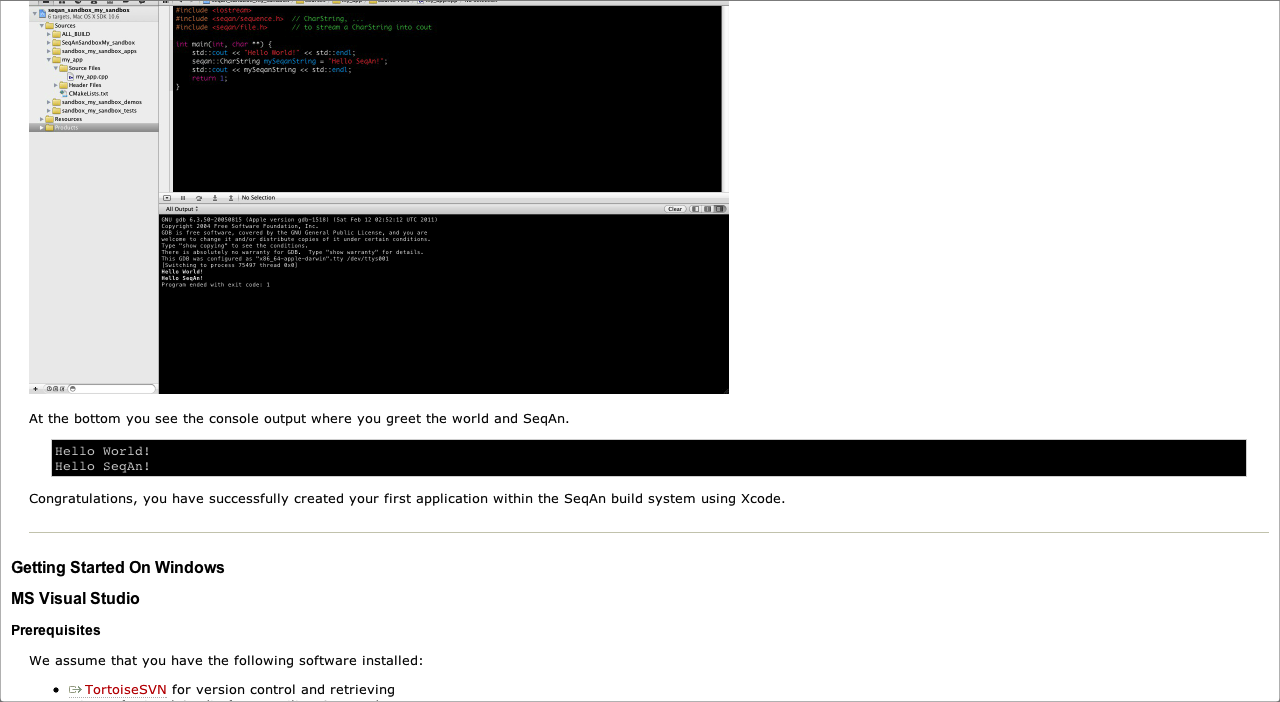 seqan_sandbox_my_sandbox
6 targets, Mac OS X SDK 10.6
Sources
ALL_BUILD
SeqAnSandboxMy_sandbox
sandbox_my_sandbox_apps
my_app
Source Files
my_app.cpp
Header Files
CMakeLists.txt
sandbox_my_sandbox_demos
sandbox_my_sandbox_tests
Resources
Products
#include <iostream>
#include <seqan/sequence.h>  // CharString, ...
#include <seqan/file.h>      // to stream a CharString into cout
int main(int, char **) {
std::cout << "Hello World!" << std::endl;
seqan::CharString mySeqanString = "Hello SeqAn!";
std::cout << mySeqanString << std::endl;
return 1;
}
No Selection
All Output
Clear
GNU gdb 6.3.50-20050815 (Apple version gdb-1518) (Sat Feb 12 02:52:12 UTC 2011)
Copyright 2004 Free Software Foundation, Inc.
GDB is free software, covered by the GNU General Public License, and you are
welcome to change it and/or distribute copies of it under certain conditions.
Type "show copying" to see the conditions.
There is absolutely no warranty for GDB.  Type "show warranty" for details.
This GDB was configured as "x86_64-apple-darwin".tty /dev/ttys001
[Switching to process 75497 thread 0x0]
Hello World!
Hello SeqAn!
Program ended with exit code: 1
At the bottom you see the console output where you greet the world and SeqAn.
Hello World!
Hello SeqAn!
Congratulations, you have successfully created your first application within the SeqAn build system using Xcode.
Getting Started On Windows
MS Visual Studio
Prerequisites
We assume that you have the following software installed:
• TortoiseSVN for version control and retrieving